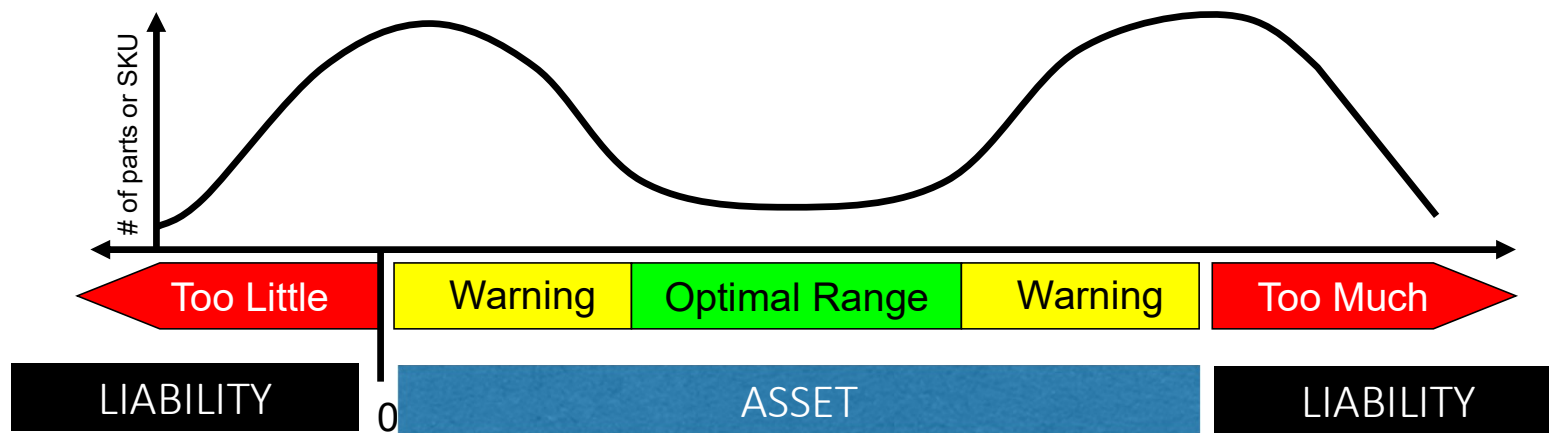 # of parts or SKU
Too Little
Warning
Optimal Range
Warning
Too Much
LIABILITY
0
ASSET
LIABILITY